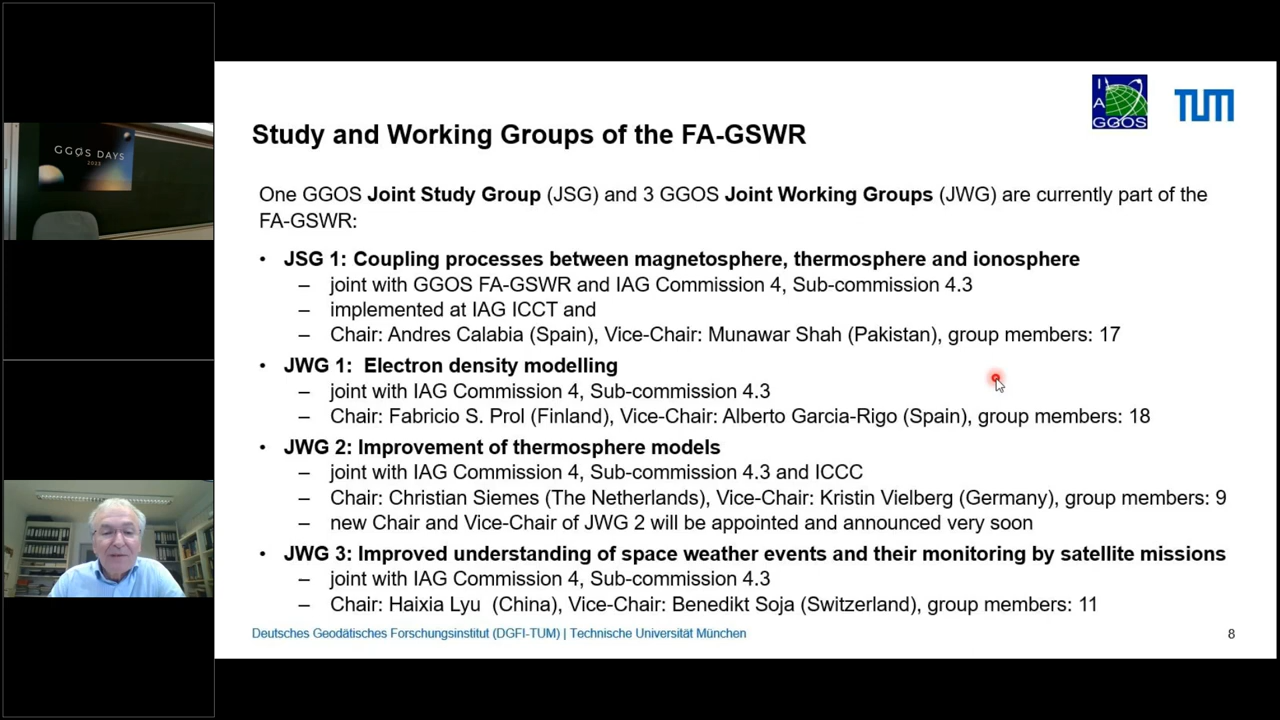 GGOS DAYS
2023
I
A
G
GGOS
TUM
Study and Working Groups of the FA-GSWR
One GGOS Joint Study Group (JSG) and 3 GGOS Joint Working Groups (JWG) are currently part of the
FA-GSWR:
• JSG 1: Coupling processes between magnetosphere, thermosphere and ionosphere
– joint with GGOS FA-GSWR and IAG Commission 4, Sub-commission 4.3
– implemented at IAG ICCT and
– Chair: Andres Calabia (Spain), Vice-Chair: Munawar Shah (Pakistan), group members: 17
• JWG 1: Electron density modelling
– joint with IAG Commission 4, Sub-commission 4.3
– Chair: Fabricio S. Prol (Finland), Vice-Chair: Alberto Garcia-Rigo (Spain), group members: 18
• JWG 2: Improvement of thermosphere models
– joint with IAG Commission 4, Sub-commission 4.3 and ICCC
– Chair: Christian Siemes (The Netherlands), Vice-Chair: Kristin Vielberg (Germany), group members: 9
– new Chair and Vice-Chair of JWG 2 will be appointed and announced very soon
• JWG 3: Improved understanding of space weather events and their monitoring by satellite missions
– joint with IAG Commission 4, Sub-commission 4.3
– Chair: Haixia Lyu (China), Vice-Chair: Benedikt Soja (Switzerland), group members: 11
Deutsches Geodätisches Forschungsinstitut (DGFI-TUM) | Technische Universität München
8